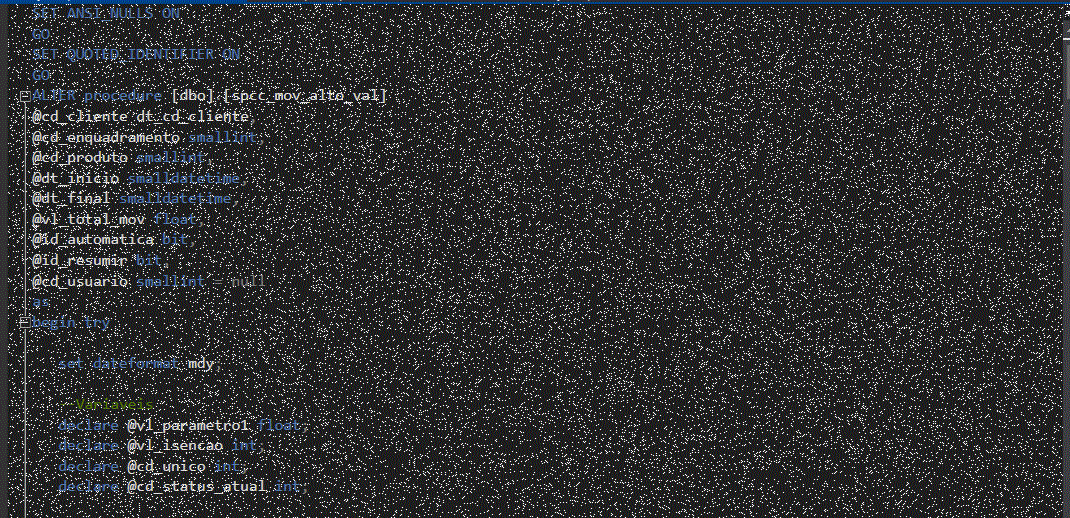 SET ANSI_NULLS ON
GO
SET QUOTED_IDENTIFIER ON
GO
ALTER procedure [dbo].[spcc_mov_alto_val]
@cd_cliente dt_cd_cliente,
@cd_enquadramento smallint,
@cd_produto smallint,
@dt_inicio smalldatetime,
@dt_final smalldatetime,
@vl_total_mov float,
@id_automatica bit,
@id_resumir bit,
@cd_usuario smallint = null
as
begin try
set dateformat mdy;
--Variaveis
declare @vl_parametro1 float;
declare @vl_isencao int;
declare @cd_unico int;
declare @cd_status_atual int;